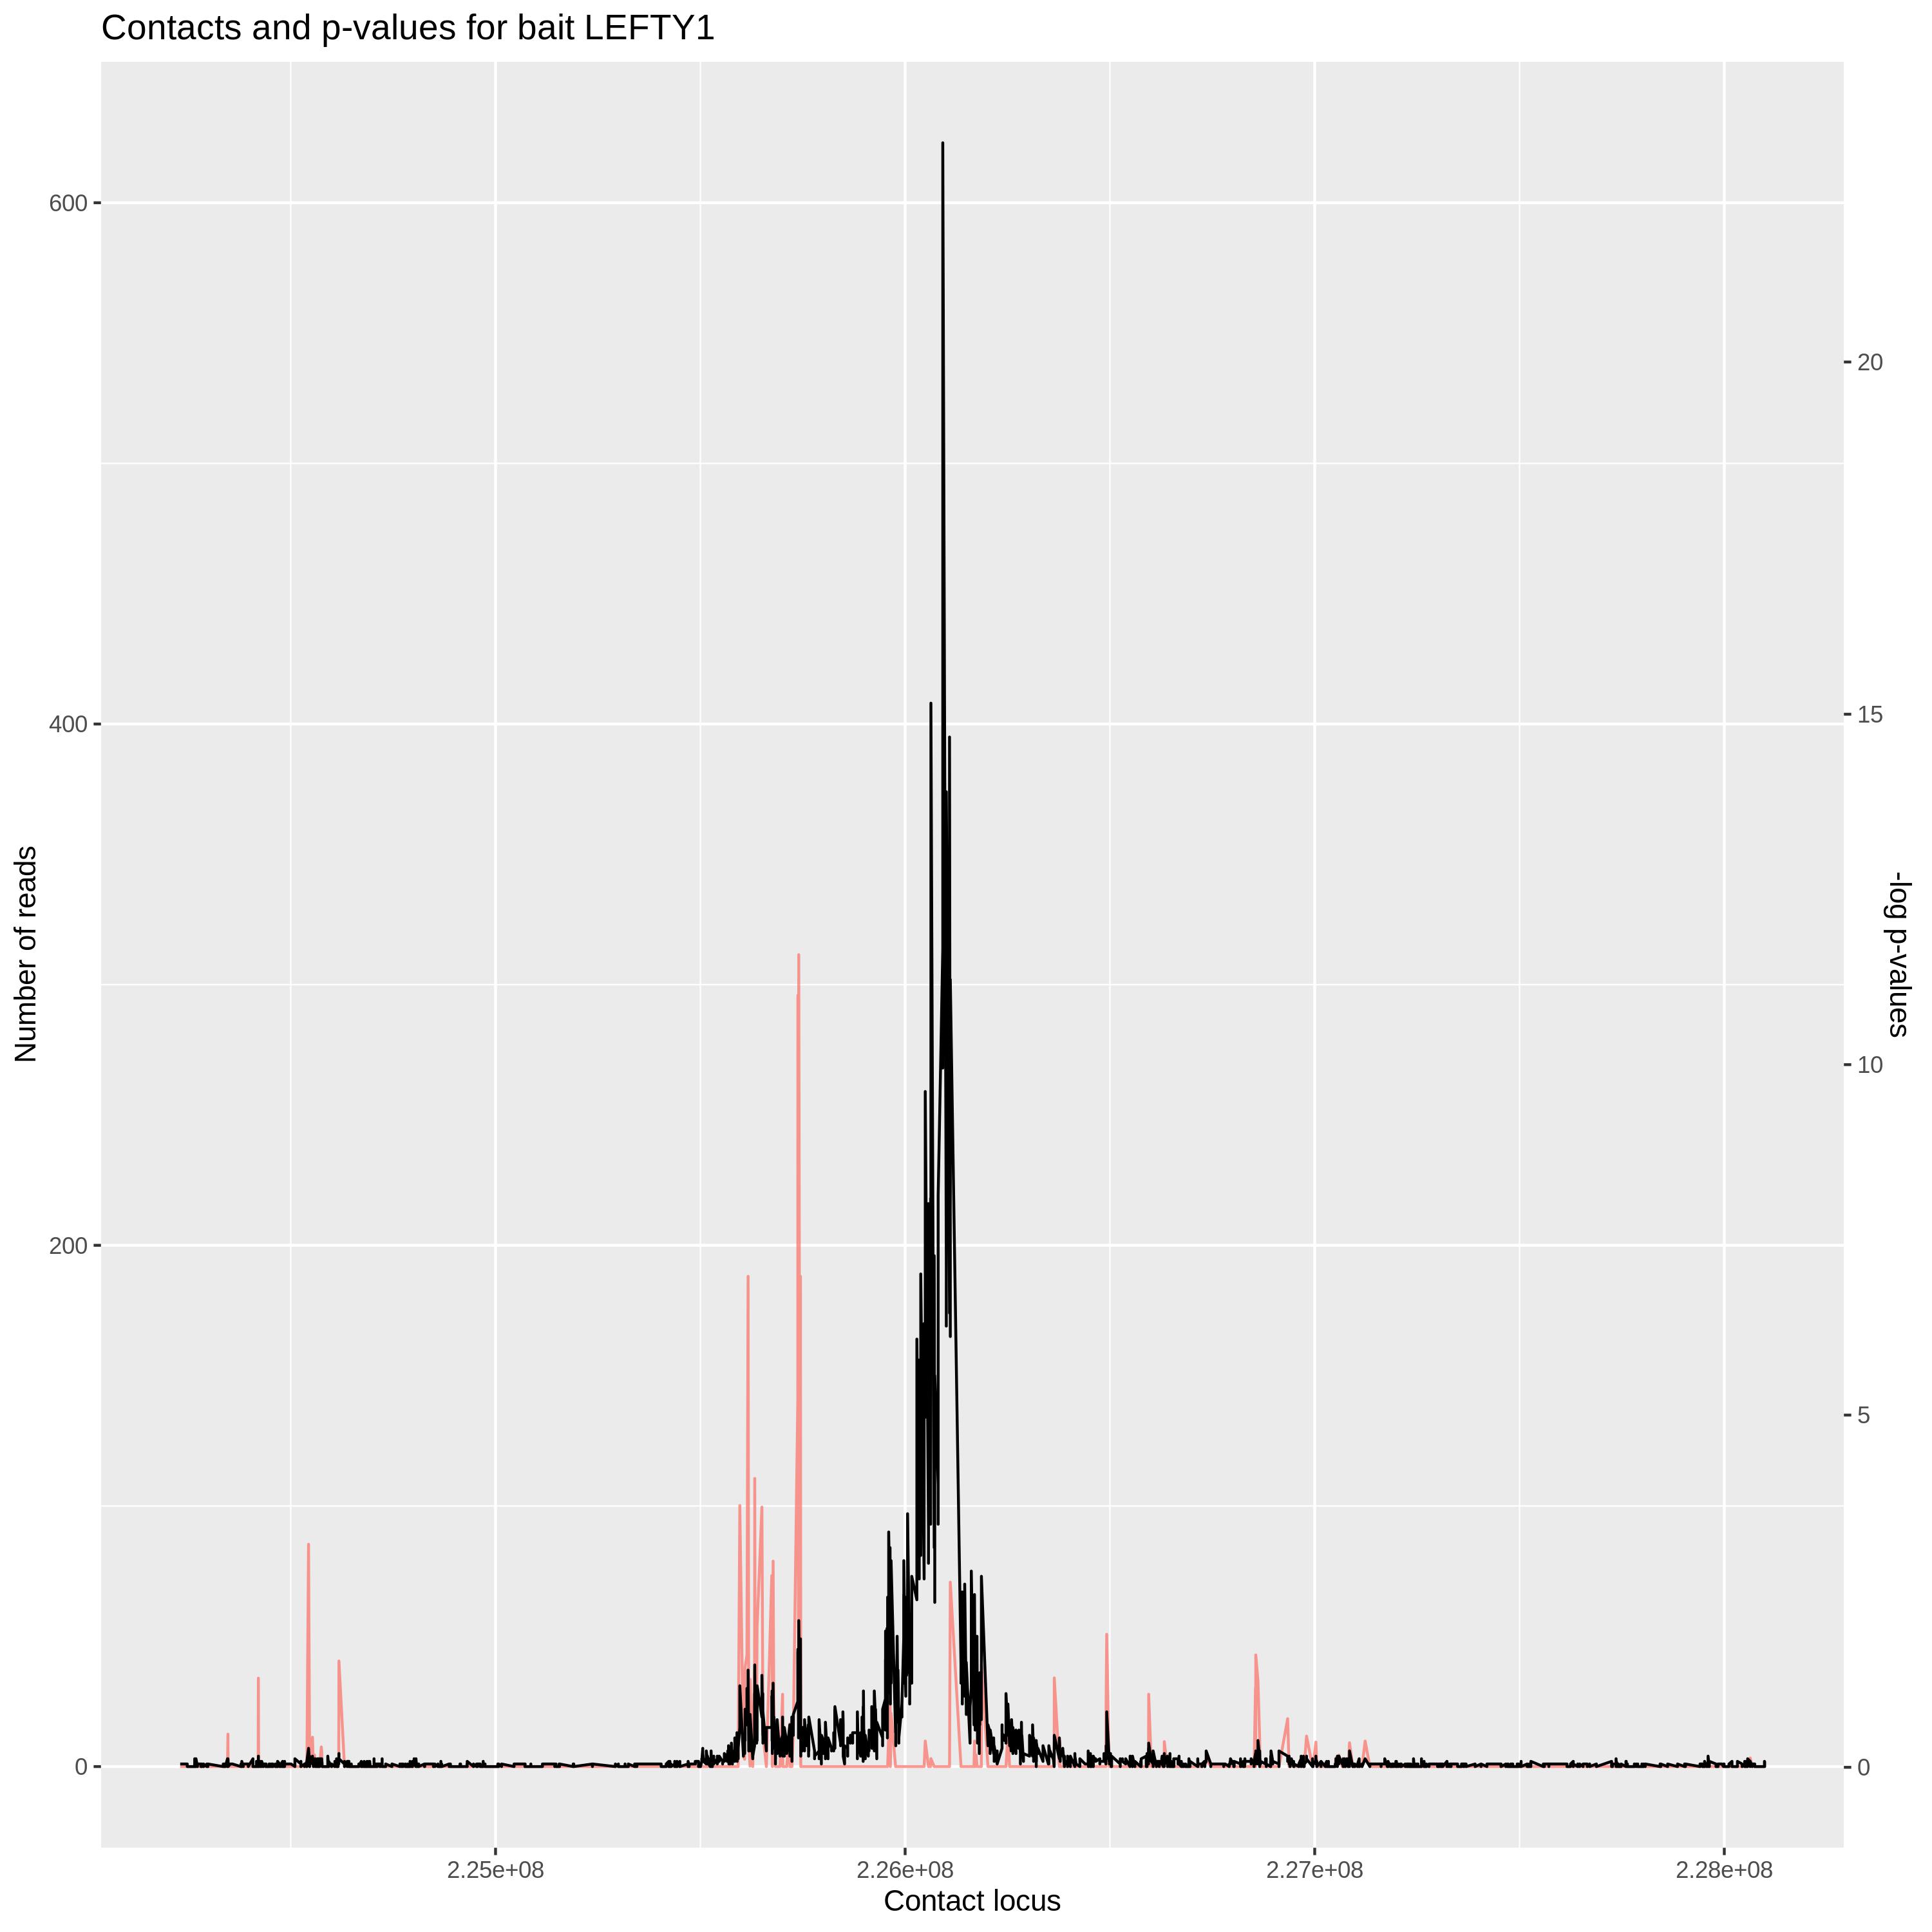 Contacts and p-values for bait LEFTY1
600
400
200
0
Number of reads
20
15
10
5
0
-log p-values
2.25e+08
2.26e+08
2.27e+08
2.28e+08
Contact locus